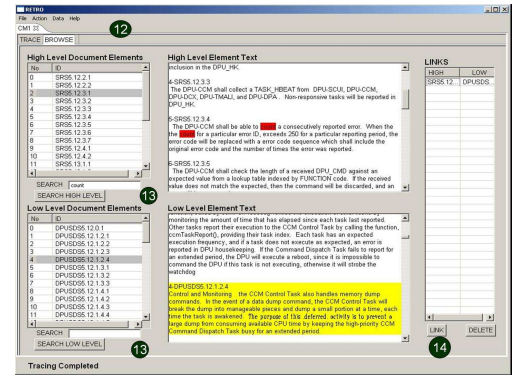 RETRO
File Action Data Help
12
CM1
TRACE BROWSE
High Level Document Elements
No ID
0 SRS5.12.2.1
1 SRS5.12.2.2
2 SRS5.12.3.1
3 SRS5.12.3.2
4 SRS5.12.3.3
5 SRS5.12.3.4
6 SRS5.12.3.5
7 SRS5.12.3.6
8 SRS5.12.3.7
9 SRS5.12.4.1
10 SRS5.12.4.2
11 SRS5.13.1.1
SEARCH count
SEARCH HIGH LEVEL
13
High Level Element Text
inclusion in the DPU_HK.
4-SRS5.12.3.3
The DPU-CCM shall collect a TASK_HBEAT from DPU-SCUI, DPU-CCM,
DPU-DCX, DPU-TMALI, and DPU-DPA . Non-responsive tasks will be reported in
DPU_HK.
5-SRS5.12.3.4
The DPU-CCM shall be able to count a consecutively reported error. When the
the count for a particular error ID, exceeds 250 for a particular reporting period, the
error code will be replaced with a error code sequence which shall include the
original error code and the number of times the error was reported.
6-SRS5.12.3.5
The DPU-CCM shall check the length of a received DPU_CMD against an
expected value from a lookup table indexed by FUNCTION code. If the received
value does not match the expected, then the command will be discarded, and an
LINKS
HIGH LOW
SRS5.12... DPUSDS...
LINK DELETE
14
Low Level Document Elements
No ID
0 DPUSDS5.12.0.1
1 DPUSDS5.12.1.2.1
2 DPUSDS5.12.1.2.2
3 DPUSDS5.12.1.2.3
4 DPUSDS5.12.1.2.4
5 DPUSDS5.12.1.3.1
6 DPUSDS5.12.1.3.2
7 DPUSDS5.12.1.3.3
8 DPUSDS5.12.1.4.1
9 DPUSDS5.12.1.4.2
10 DPUSDS5.12.1.4.3
11 DPUSDS5.12.1.4.4
SEARCH
SEARCH LOW LEVEL
13
Low Level Element Text
monitoring the amount of time that has elapsed since each task last reported.
Other tasks report their execution to the CCM Control Task by calling the function,
ccmTaskReport(), providing their task index. Each task has an expected
execution frequency, and if a task does not execute as expected, an error is
reported in DPU housekeeping. If the Command Dispatch Task fails to report for
an extended period, the DPU will execute a reboot, since it is impossible to
command the DPU if this task is not executing, otherwise it will strobe the
watchdog
4-DPUSDS5.12.1.2.4
Control and Monitoring the CCM Control Task also handles memory dump
commands. In the event of a data dump command, the CCM Control Task will
break the dump into manageable pieces and dump a small portion at a time, each
time the task is awakened. The purpose of this deferred. activity is to prevent a
large dump from consuming available CPU time by keeping the high-priority CCM
Command Dispatch Task busy for an extended period.
Tracing Completed